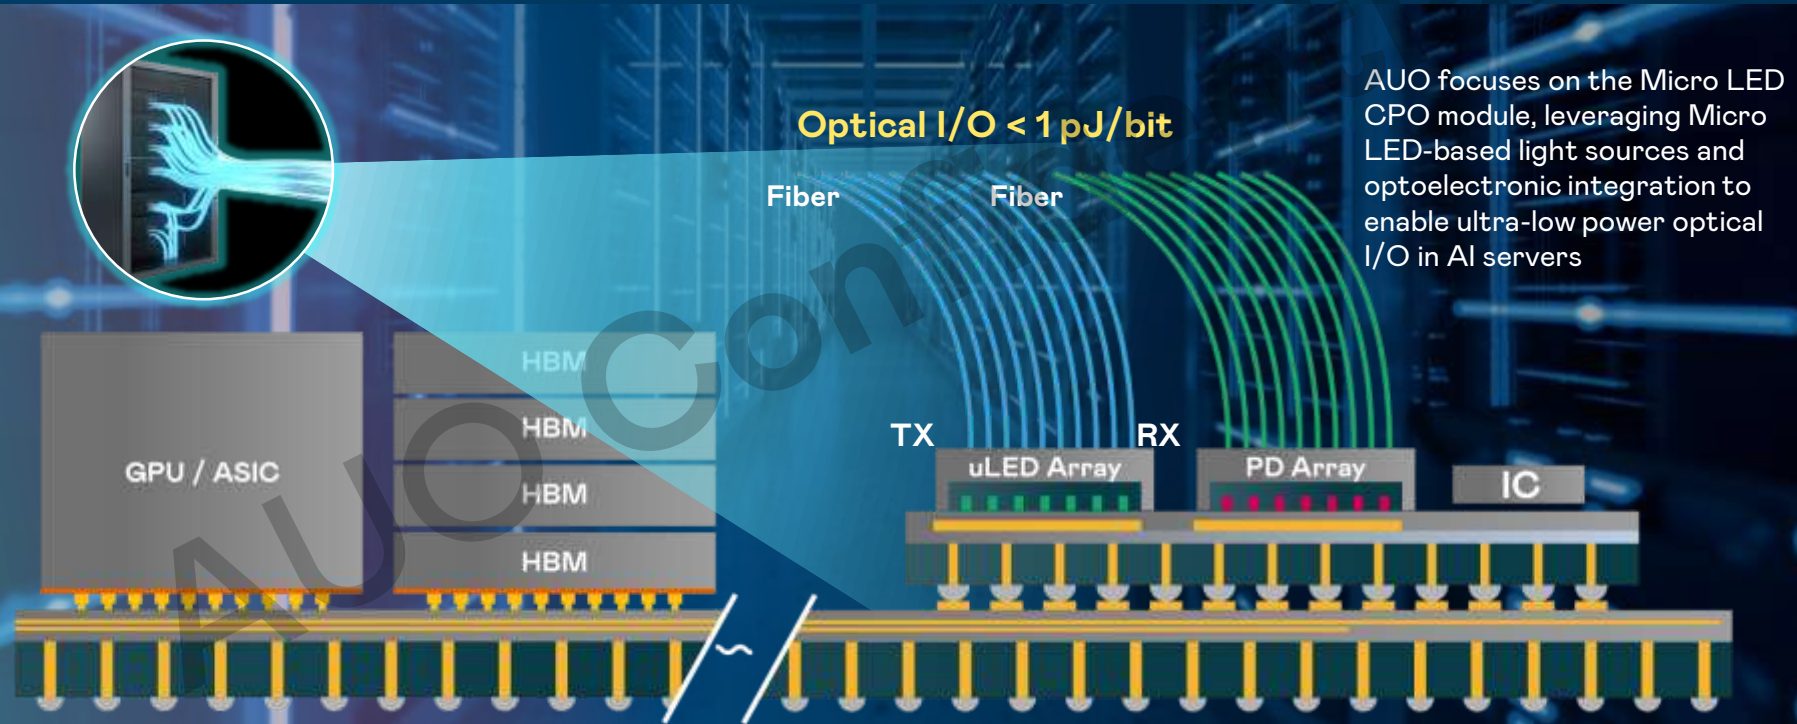 AUO focuses on the Micro LED
CPO module, leveraging Micro
LED-based light sources and
optoelectronic integration to
enable ultra-low power optical
I/O in AI servers
Optical I/O < 1 pJ/bit
Fiber
Fiber
HBM
HBM
HBM
HBM
GPU / ASIC
TX
RX
uLED Array
PD Array
IC
AUO